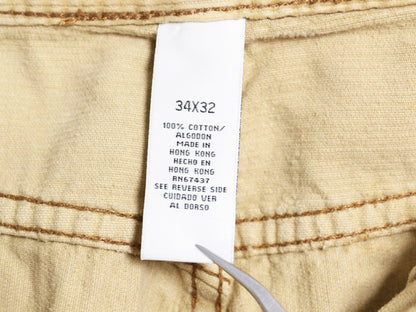 34X32
100% COTTON/
ALGODON
MADE IN
HONG KONG
HECHO EN
HONG KONG
RN67437
SEE REVERSE SIDE
CUIDADO VER
AL DORSO